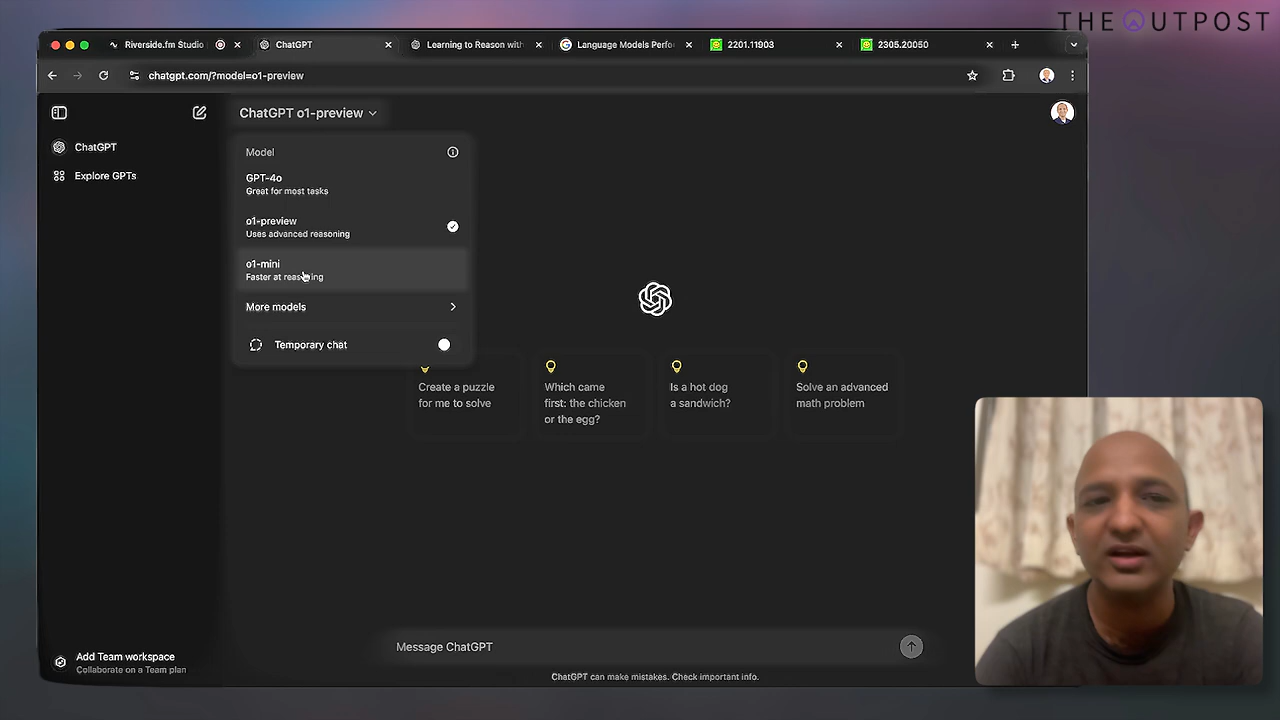 THE OUTPOST
Riverside.fm Studio
ChatGPT
Learning to Reason with
Language Models Perfo
2201.11903
2305.20050
chatgpt.com/?model=o1-preview
ChatGPT o1-preview
ChatGPT
Explore GPTs
Model
GPT-4o
Great for most tasks
o1-preview
Uses advanced reasoning
o1-mini
Faster at reasoning
More models
Temporary chat
Create a puzzle
for me to solve
Which came
first: the chicken
or the egg?
Is a hot dog
a sandwich?
Solve an advanced
math problem
Message ChatGPT
Add Team workspace
Collaborate on a Team plan
ChatGPT can make mistakes. Check important info.